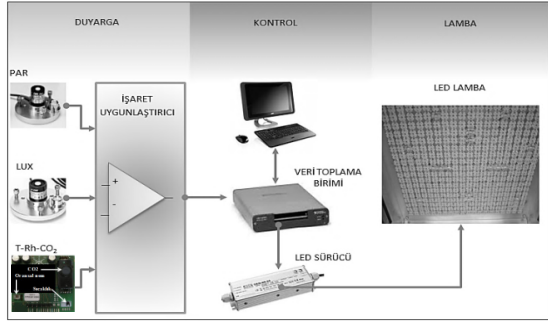 DUYARGA
KONTROL
LAMBA
PAR
İŞARET
UYGUNLAŞTIRICI
LUX
+
-
T-Rh-CO₂
CO2
Sıcaklık
VERİ TOPLAMA
BİRİMİ
LED SÜRÜCÜ
LED LAMBA